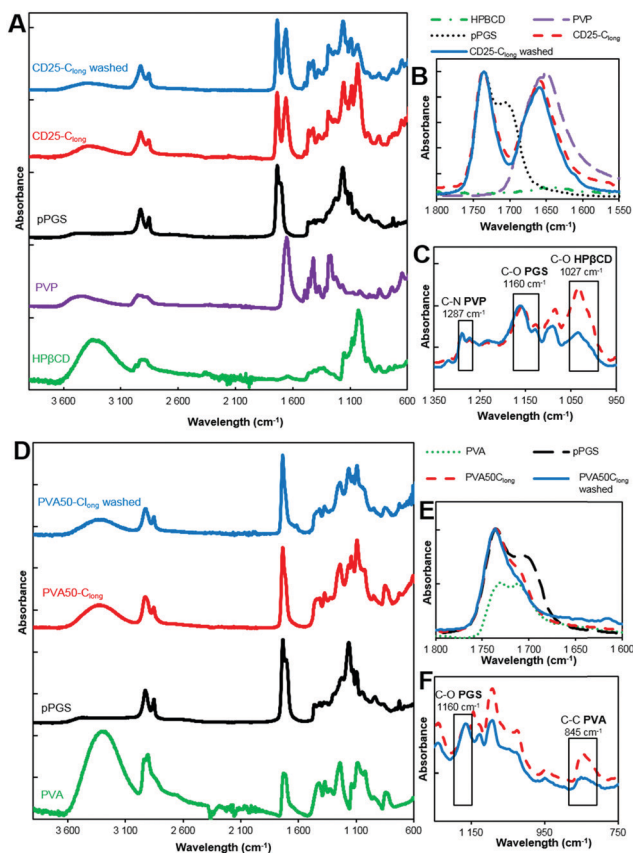 A
CD25-Clong washed
CD25-Clong
pPGS
PVP
HPβCD
Absorbance
3 600
3 100
2 600
2 100
1 600
1 100
600
Wavelength (cm-1)
HPBCD
PVP
pPGS
CD25-Clong
CD25-Clong washed
B
Absorbance
1 800
1 750
1 700
1 650
1 600
1 550
Wavelength (cm-1)
C
C-O HPβCD
1027 cm-1
C-O PGS
1160 cm-1
C-N PVP
1287 cm-1
Absorbance
1 350
1 250
1 150
1 050
950
Wavelength (cm-1)
D
PVA50-Clong washed
PVA50-Clong
pPGS
PVA
Absorbance
3 600
3 100
2 600
2 100
1 600
1 100
600
Wavelength (cm-1)
PVA
pPGS
PVA50Clong
PVA50Clong
washed
E
Absorbance
1 800
1 750
1 700
1 650
1 600
Wavelength (cm-1)
F
C-O PGS
1160 cm-1
C-C PVA
845 cm-1
Absorbance
1 150
950
750
Wavelength (cm-1)